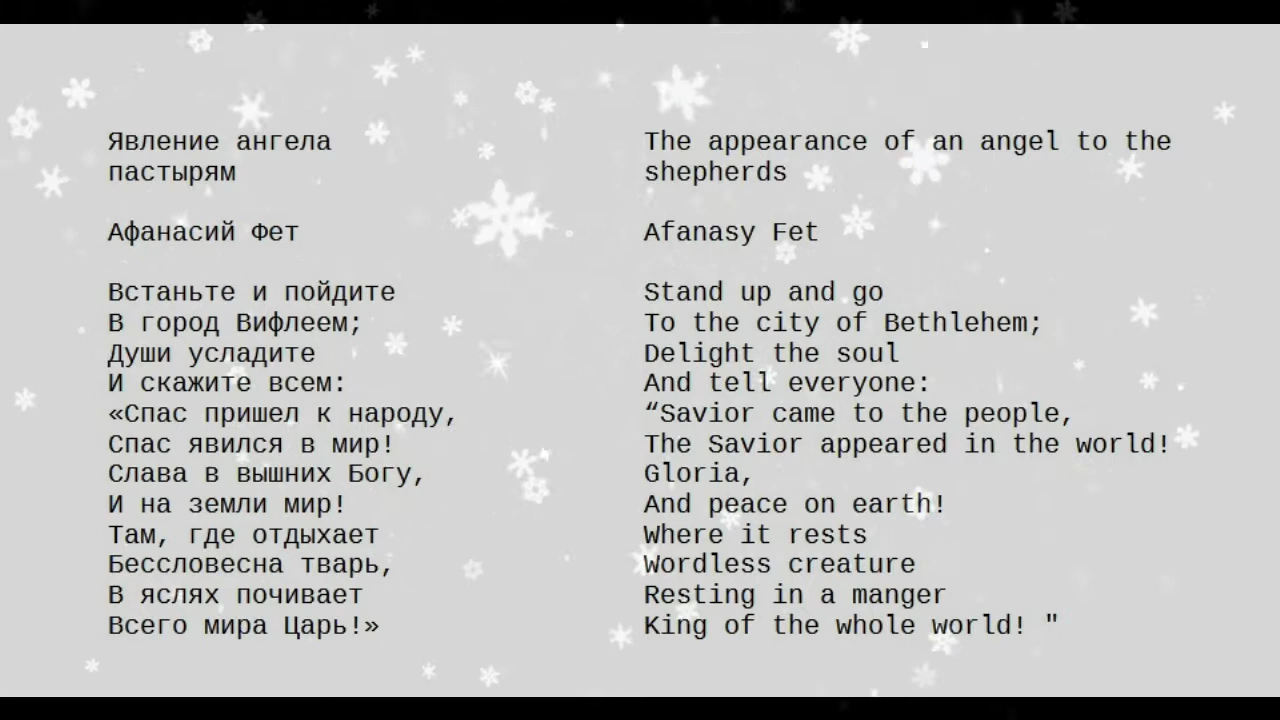 Явление ангела
пастырям
Афанасий Фет
Встаньте и пойдите
В город Вифлеем;
Души усладите
И скажите всем:
«Спас пришел к народу,
Спас явился в мир!
Слава в вышних Богу,
И на земли мир!
Там, где отдыхает
Бессловесна тварь,
В яслях почивает
Всего мира Царь!»
The appearance of an angel to the
shepherds
Afanasy Fet
Stand up and go
To the city of Bethlehem;
Delight the soul
And tell everyone:
“Savior came to the people,
The Savior appeared in the world!
Gloria,
And peace on earth!
Where it rests
Wordless creature
Resting in a manger
King of the whole world! "